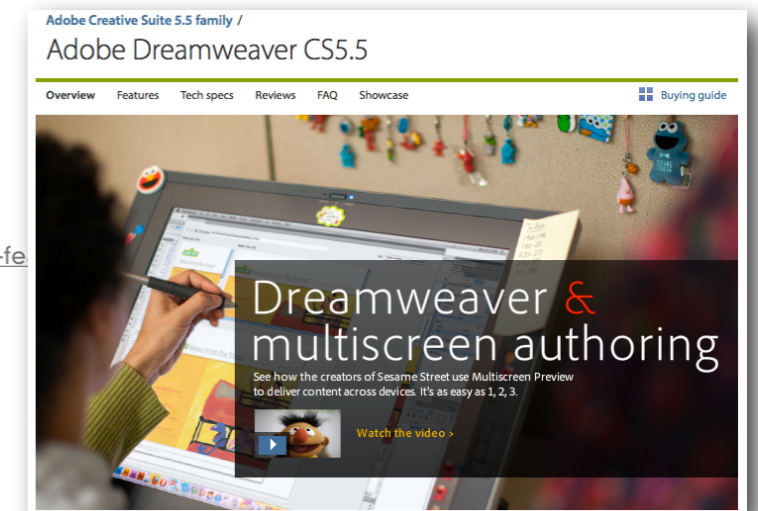 Adobe Creative Suite 5.5 family /
Adobe Dreamweaver CS5.5
Overview Features Tech specs Reviews FAQ Showcase Buying guide
-fe
Dreamweaver &
multiscreen authoring
See how the creators of Sesame Street use Multiscreen Preview
to deliver content across devices. It's as easy as 1, 2, 3.
Watch the video >